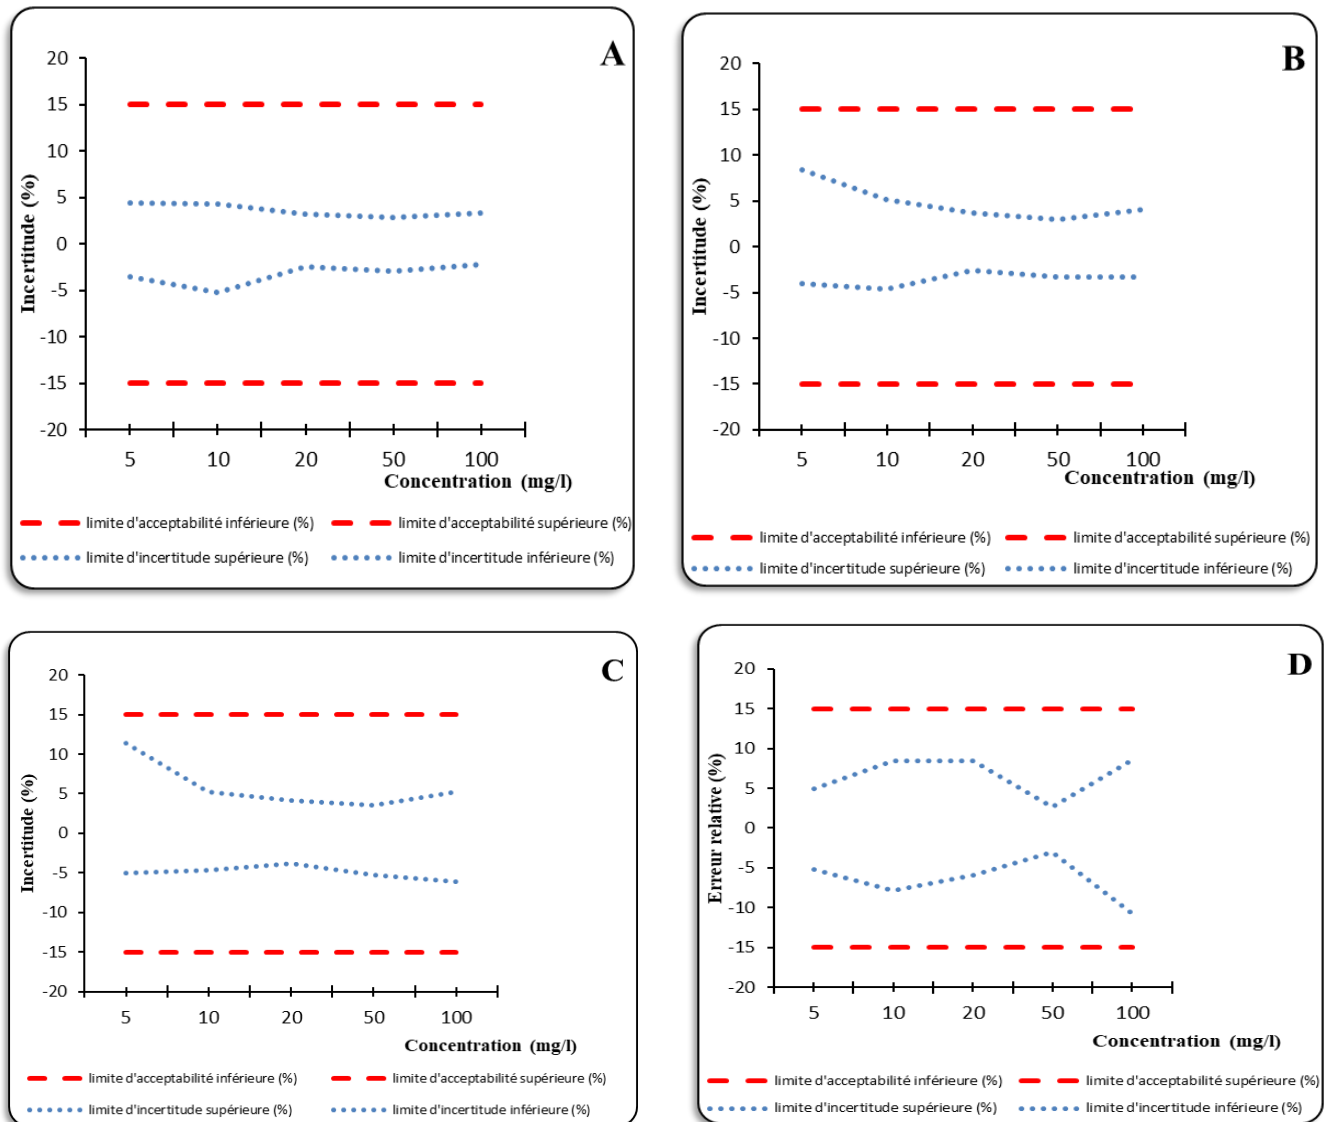 A
20
15
10
5
0
-5
-10
-15
-20
Incertitude (%)
5 10 20 50 100
Concentration (mg/l)
limite d'acceptabilité inférieure (%) limite d'acceptabilité supérieure (%)
limite d'incertitude supérieure (%) limite d'incertitude inférieure (%)
B
20
15
10
5
0
-5
-10
-15
-20
Incertitude (%)
5 10 20 50 100
Concentration (mg/l)
limite d'acceptabilité inférieure (%) limite d'acceptabilité supérieure (%)
limite d'incertitude supérieure (%) limite d'incertitude inférieure (%)
C
20
15
10
5
0
-5
-10
-15
-20
Incertitude (%)
5 10 20 50 100
Concentration (mg/l)
limite d'acceptabilité inférieure (%) limite d'acceptabilité supérieure (%)
limite d'incertitude supérieure (%) limite d'incertitude inférieure (%)
D
20
15
10
5
0
-5
-10
-15
-20
Erreur relative (%)
5 10 20 50 100
Concentration (mg/l)
limite d'acceptabilité inférieure (%) limite d'acceptabilité supérieure (%)
limite d'incertitude supérieure (%) limite d'incertitude inférieure (%)